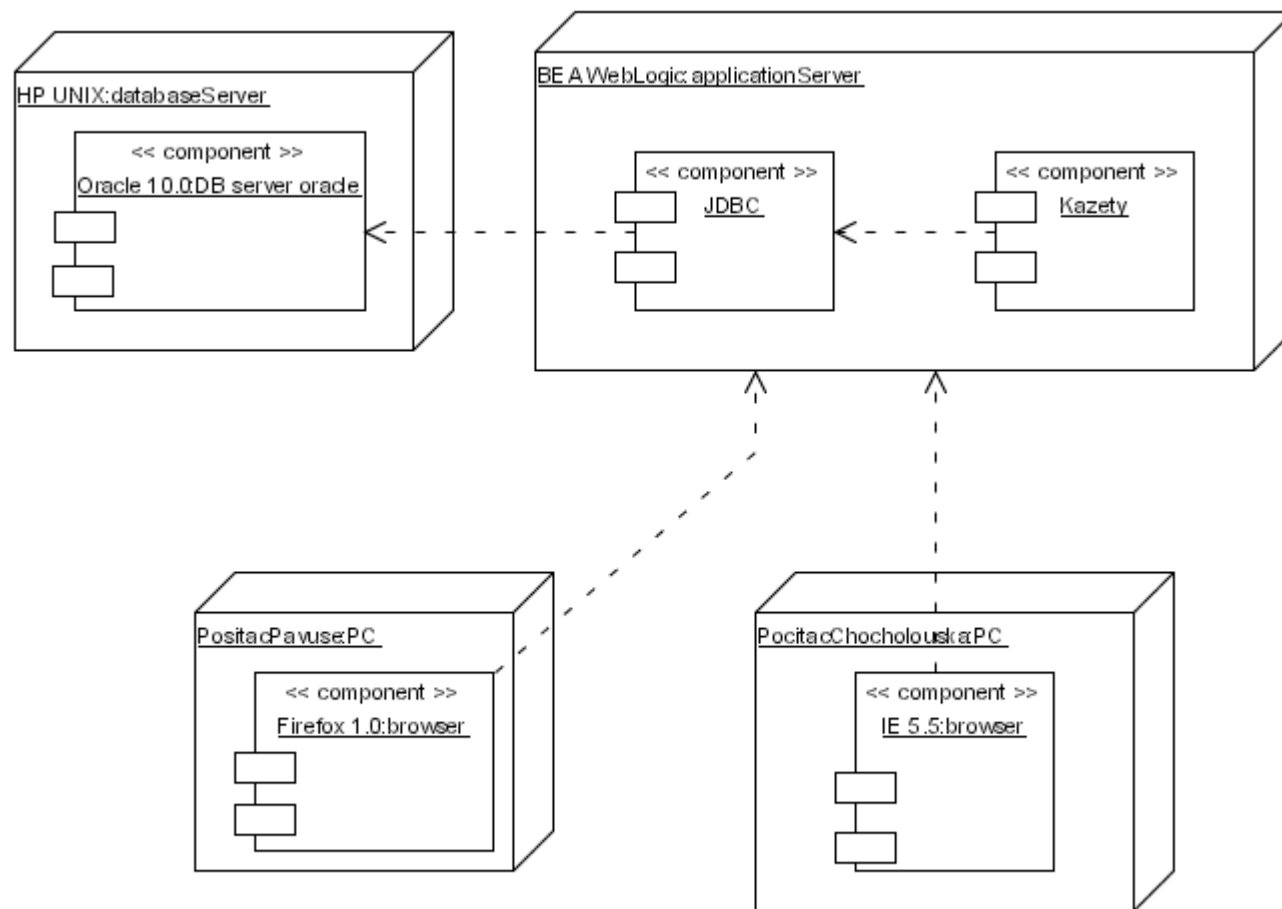 HP UNIX:databaseServer
<< component >>
Oracle 10.0:DB server oracle
BEA WebLogic:applicationServer
<< component >>
JDBC
<< component >>
Kazety
PositacPavuse:PC
<< component >>
Firefox 1.0:browser
PocitacChocholouska:PC
<< component >>
IE 5.5:browser